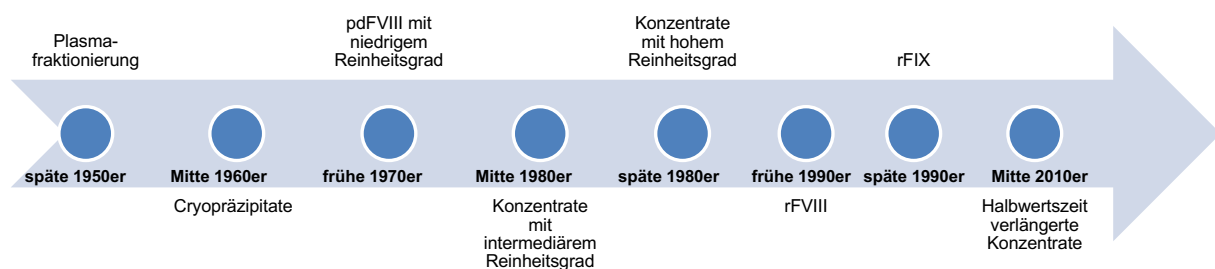 Plasma-
fraktionierung
pdFVIII mit
niedrigem
Reinheitsgrad
Konzentrate
mit hohem
Reinheitsgrad
rFIX
späte 1950er
Mitte 1960er
frühe 1970er
Mitte 1980er
späte 1980er
frühe 1990er
späte 1990er
Mitte 2010er
Cryopräzipitate
Konzentrate
mit
intermediärem
Reinheitsgrad
rFVIII
Halbwertszeit
verlängerte
Konzentrate